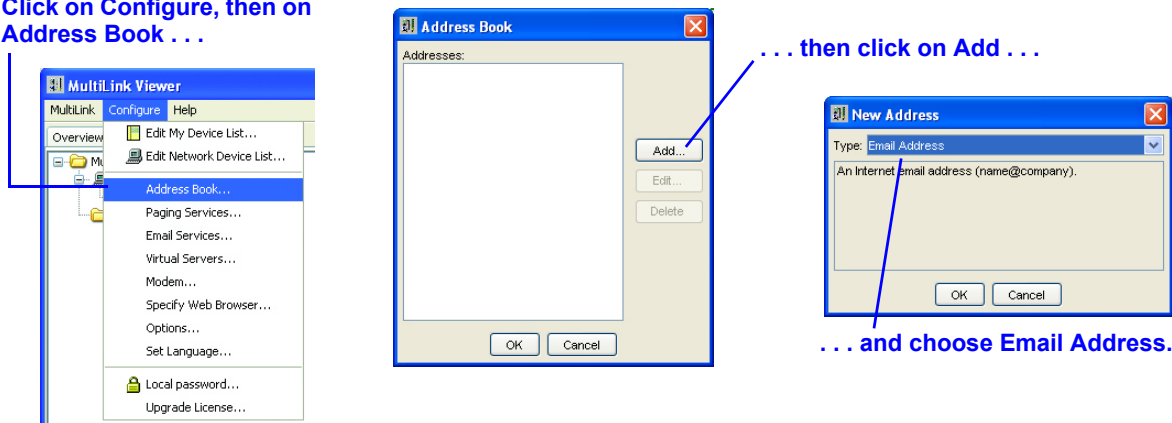 Click on Configure, then on
Address Book . . .
MultiLink Viewer
MultiLink Configure Help
Overview
Edit My Device List...
Edit Network Device List...
Address Book...
Paging Services...
Email Services...
Virtual Servers...
Modem...
Specify Web Browser...
Options...
Set Language...
Local password...
Upgrade License...
Address Book
Addresses:
Add...
Edit...
Delete
OK Cancel
. . . then click on Add . . .
New Address
Type: Email Address
An Internet email address (name@company).
OK Cancel
. . . and choose Email Address.